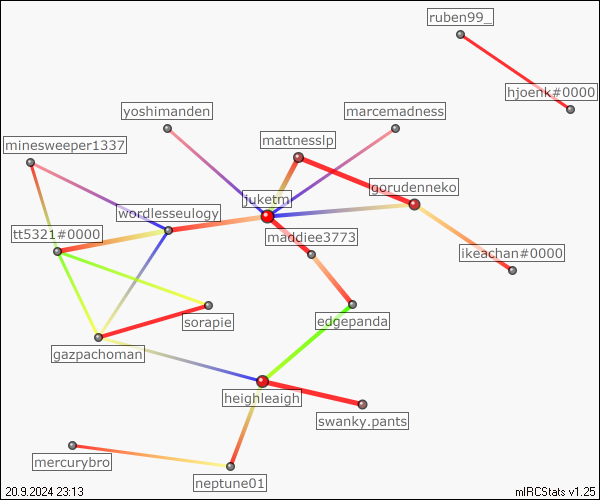 ruben99_
hjoenk#0000
yoshimanden
marcemadness
mattnesslp
minesweeper1337
gorudenneko
juketm
wordlesseulogy
tt5321#0000
maddiee3773
ikeachan#0000
sorapie
edgepanda
gazpachoman
heighleaigh
swanky.pants
mercurybro
neptune01
20.9.2024 23:13
mIRCStats v1.25